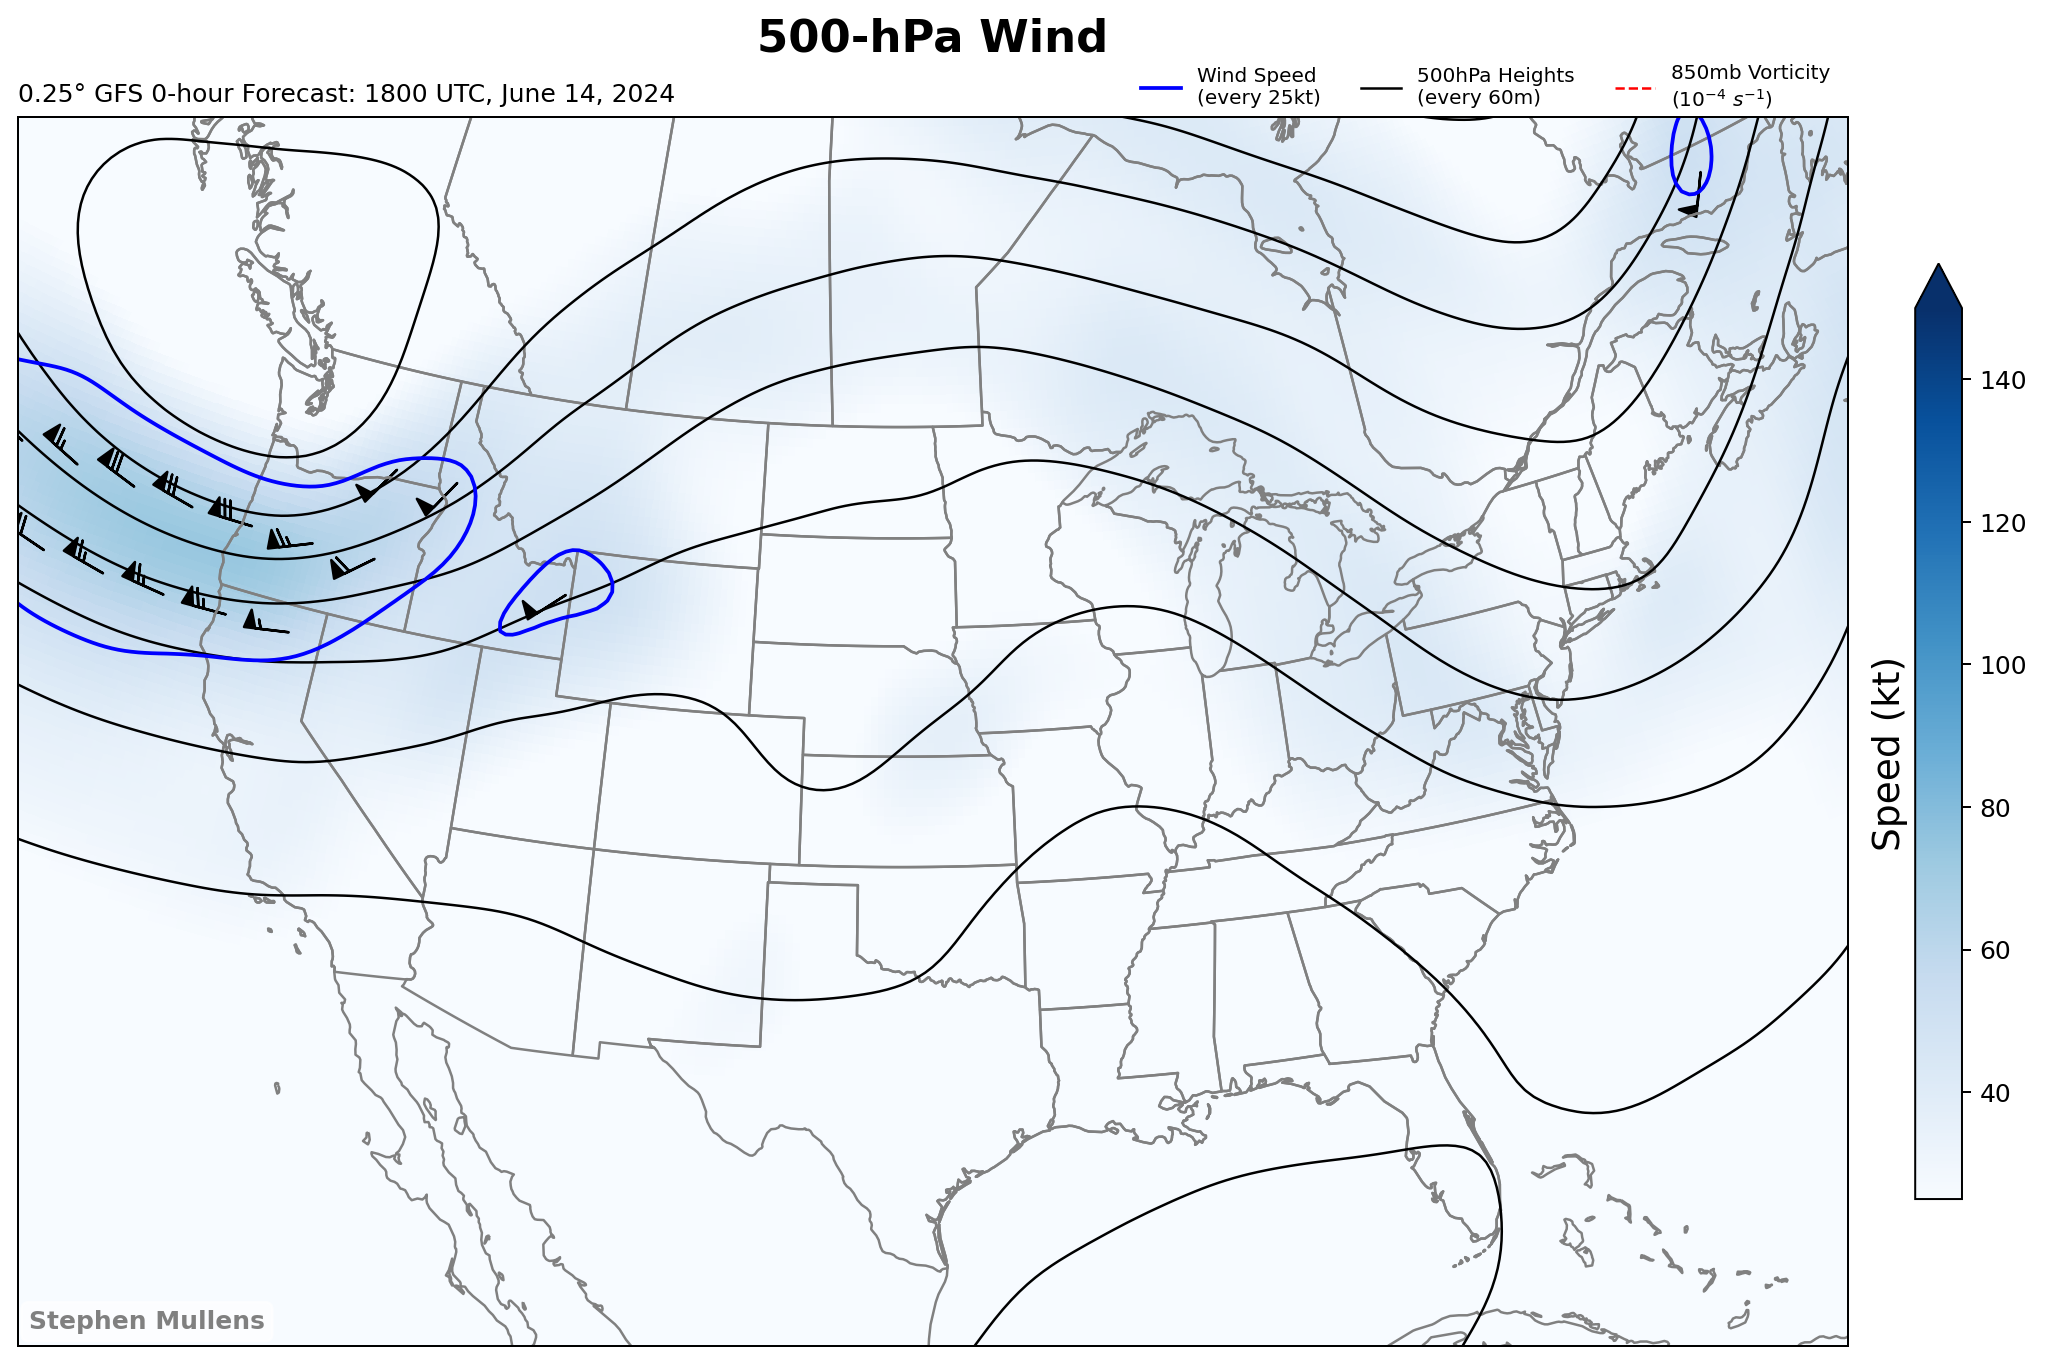 500-hPa Wind
0.25° GFS 0-hour Forecast: 1800 UTC, June 14, 2024
Wind Speed
(every 25kt)
500hPa Heights
(every 60m)
850mb Vorticity
(10⁻⁴ s⁻¹)
140
120
100
80
60
40
Speed (kt)
Stephen Mullens